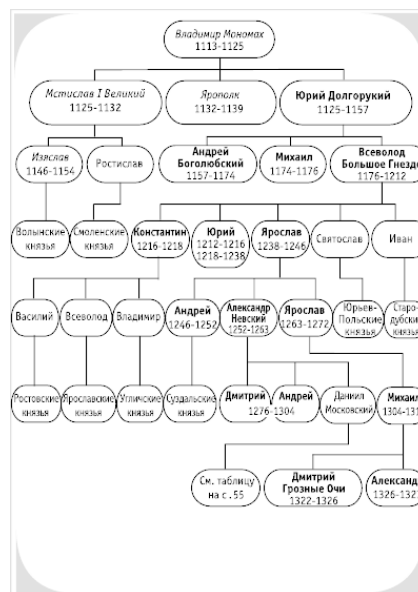 Владимир Мономах
1113-1125
Мстислав I Великий
1125-1132
Ярополк
1132-1139
Юрий Долгорукий
1125-1157
Изяслав
1146-1154
Ростислав
Андрей
Боголюбский
1157-1174
Михаил
1174-1176
Всеволод
Большое Гнездо
1176-1212
Волынские
князья
Смоленские
князья
Константин
1216-1218
Юрий
1212-1216
1218-1238
Ярослав
1238-1246
Святослав
Иван
Василий
Всеволод
Владимир
Андрей
1246-1252
Александр
Невский
1252-1263
Ярослав
1263-1272
Юрьев-
Польские
князья
Старо-
дубские
князья
Ростовские
князья
Ярославские
князья
Угличские
князья
Суздальские
князья
Дмитрий
Андрей
1276-1304
Даниил
Московский
Михаил
См. таблицу
на с.55
Дмитрий
Грозные Очи
1322-1326